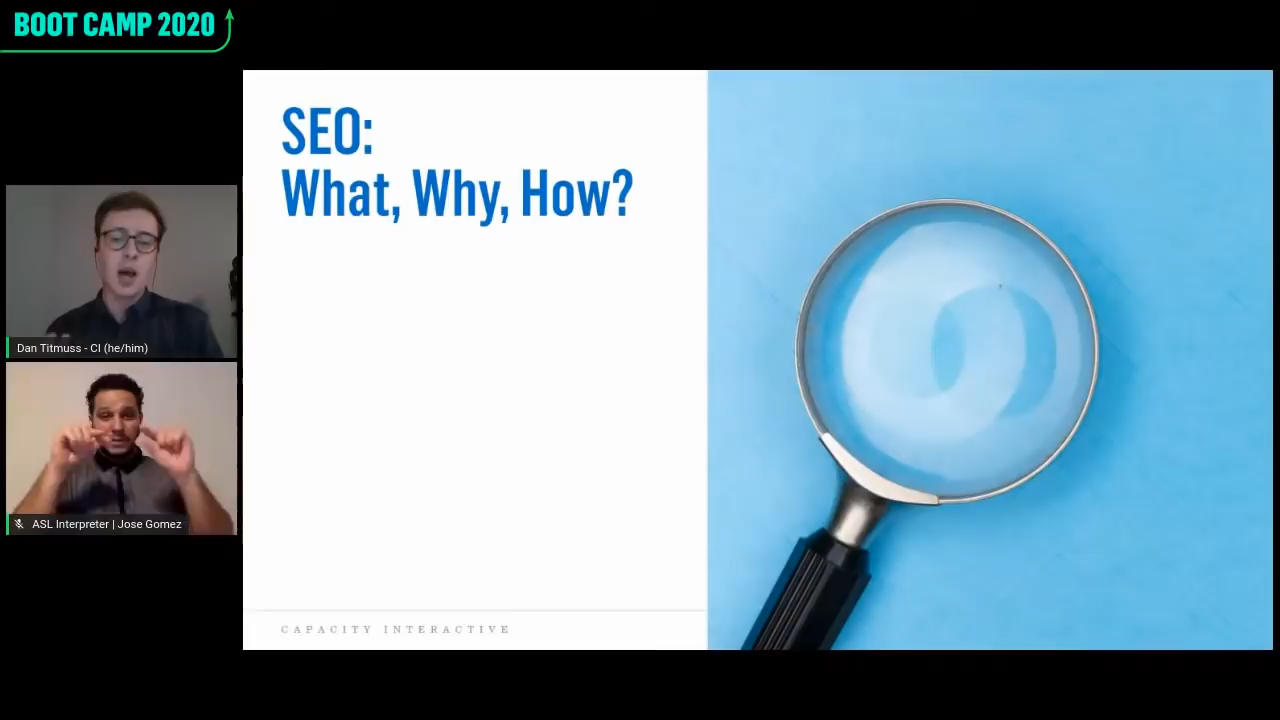 BOOT CAMP 2020
SEO:
What, Why, How?
Dan Titmuss - CI (he/him)
ASL Interpreter | Jose Gomez
CAPACITY INTERACTIVE